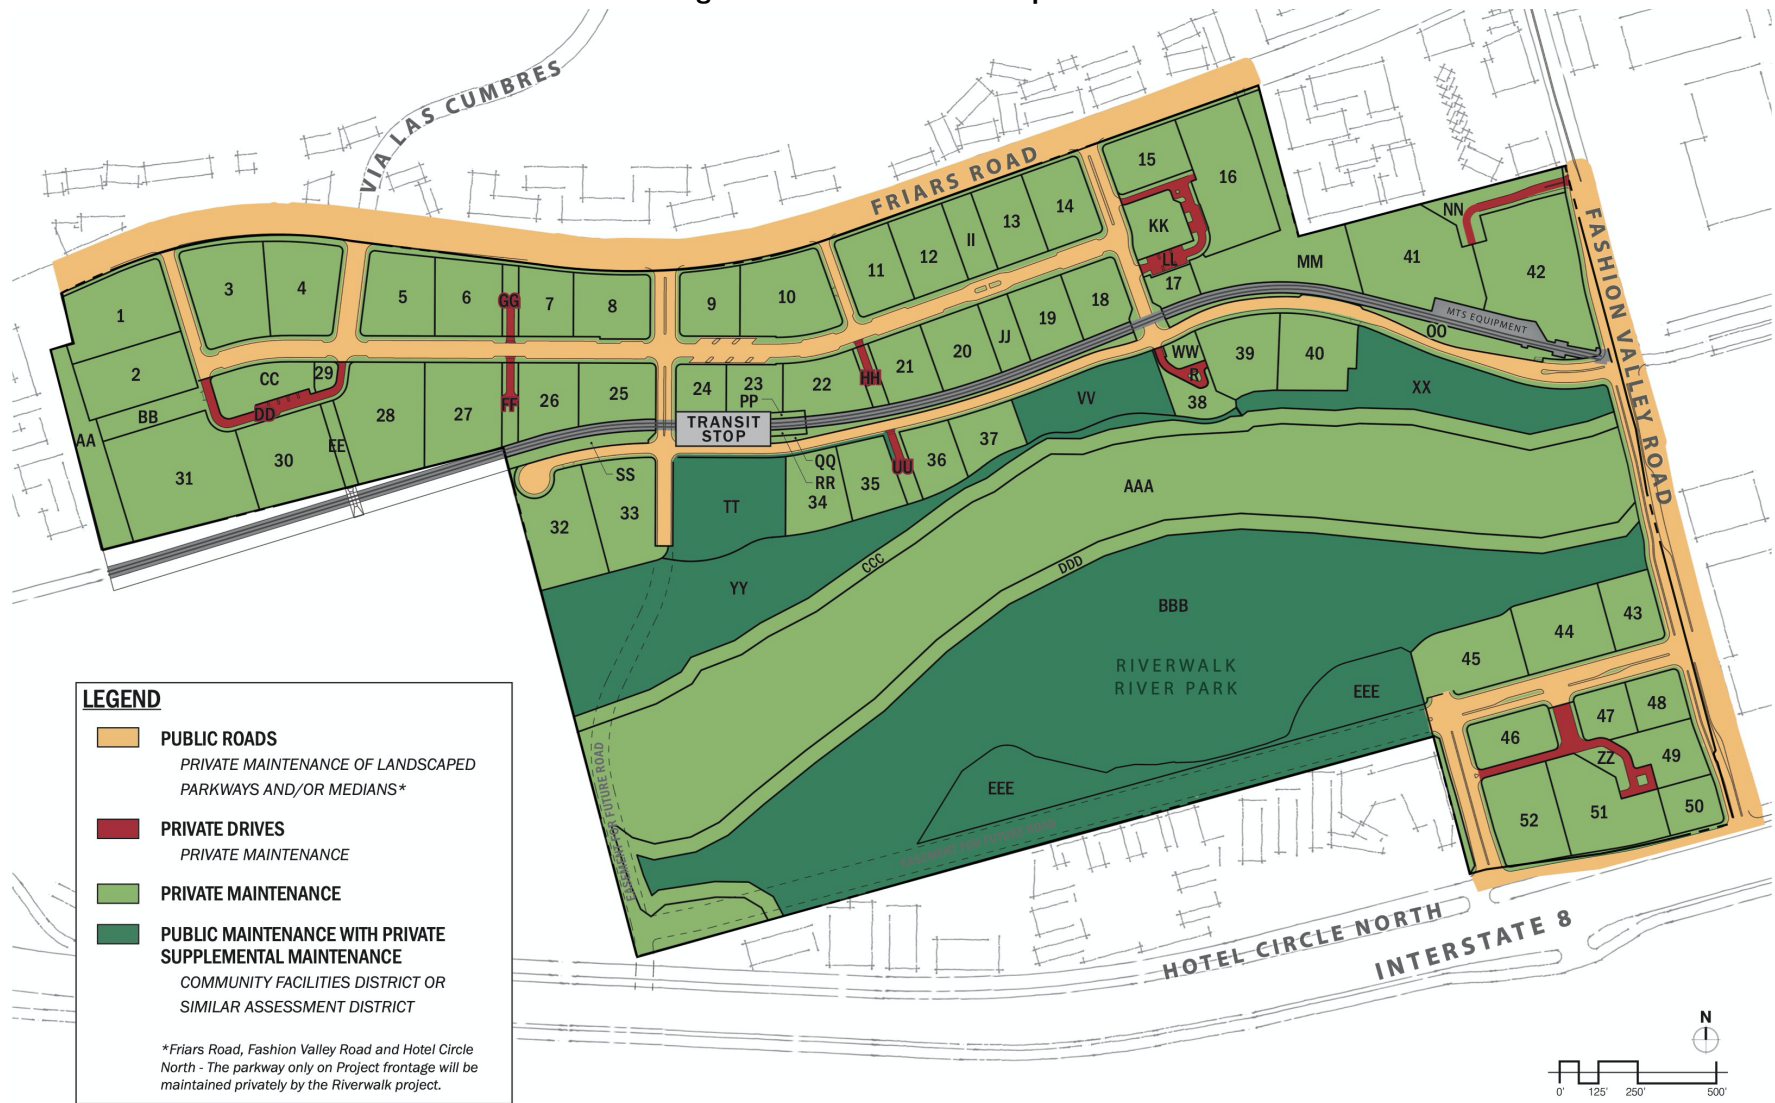 VIA LAS CUMBRES
FRIARS ROAD
FASHION VALLEY ROAD
15
16
14
13
II
12
11
KK
LL
17
NN
MM
41
42
1
3
4
5
6
GG
7
8
9
10
18
19
JJ
20
21
HH
22
23
24
PP
MTS EQUIPMENT
OO
2
CC
29
DD
BB
AA
31
30
EE
28
27
FF
26
25
TRANSIT
STOP
WW
R
39
40
38
VV
XX
37
36
UU
35
34
QQ
RR
SS
32
33
TT
YY
CCC
DDD
AAA
BBB
RIVERWALK
RIVER PARK
EEE
EEE
43
44
45
46
47
48
49
ZZ
50
51
52
EASEMENT FOR FUTURE ROAD
EASEMENT FOR FUTURE ROAD
HOTEL CIRCLE NORTH
INTERSTATE 8
LEGEND
PUBLIC ROADS
PRIVATE MAINTENANCE OF LANDSCAPED
PARKWAYS AND/OR MEDIANS*
PRIVATE DRIVES
PRIVATE MAINTENANCE
PRIVATE MAINTENANCE
PUBLIC MAINTENANCE WITH PRIVATE
SUPPLEMENTAL MAINTENANCE
COMMUNITY FACILITIES DISTRICT OR
SIMILAR ASSESSMENT DISTRICT
*Friars Road, Fashion Valley Road and Hotel Circle
North - The parkway only on Project frontage will be
maintained privately by the Riverwalk project.
N
0' 125' 250' 500'